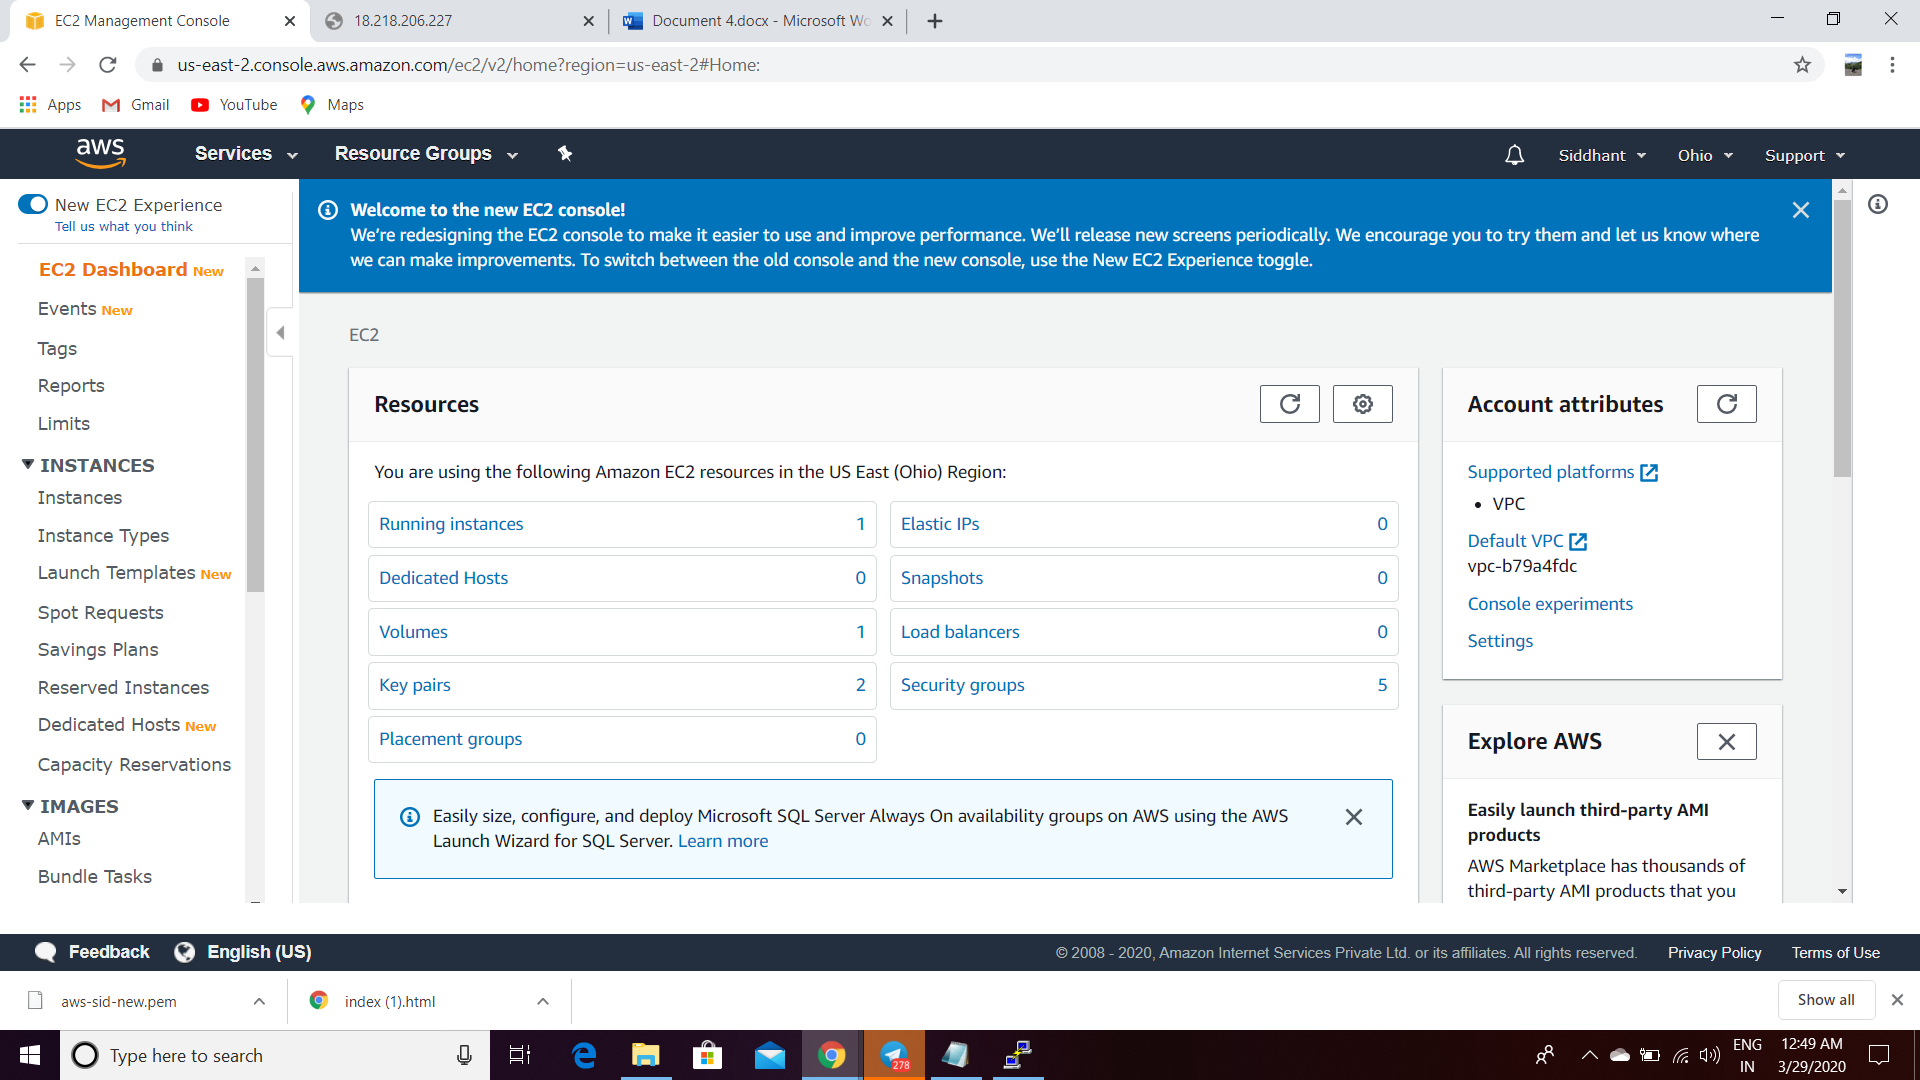 EC2 Management Console
18.218.206.227
Document 4.docx - Microsoft Wo
us-east-2.console.aws.amazon.com/ec2/v2/home?region=us-east-2#Home:
Apps
Gmail
YouTube
Maps
aws
Services
Resource Groups
Siddhant
Ohio
Support
New EC2 Experience
Tell us what you think
EC2 Dashboard New
Events New
Tags
Reports
Limits
INSTANCES
Instances
Instance Types
Launch Templates New
Spot Requests
Savings Plans
Reserved Instances
Dedicated Hosts New
Capacity Reservations
IMAGES
AMIs
Bundle Tasks
Welcome to the new EC2 console!
We're redesigning the EC2 console to make it easier to use and improve performance. We'll release new screens periodically. We encourage you to try them and let us know where
we can make improvements. To switch between the old console and the new console, use the New EC2 Experience toggle.
EC2
Resources
You are using the following Amazon EC2 resources in the US East (Ohio) Region:
Running instances 1
Elastic IPs 0
Dedicated Hosts 0
Snapshots 0
Volumes 1
Load balancers 0
Key pairs 2
Security groups 5
Placement groups 0
Easily size, configure, and deploy Microsoft SQL Server Always On availability groups on AWS using the AWS
Launch Wizard for SQL Server. Learn more
Account attributes
Supported platforms
• VPC
Default VPC
vpc-b79a4fdc
Console experiments
Settings
Explore AWS
Easily launch third-party AMI
products
AWS Marketplace has thousands of
third-party AMI products that you
Feedback
English (US)
© 2008 - 2020, Amazon Internet Services Private Ltd. or its affiliates. All rights reserved.
Privacy Policy
Terms of Use
aws-sid-new.pem
index (1).html
Show all
Type here to search
278
ENG
IN
12:49 AM
3/29/2020